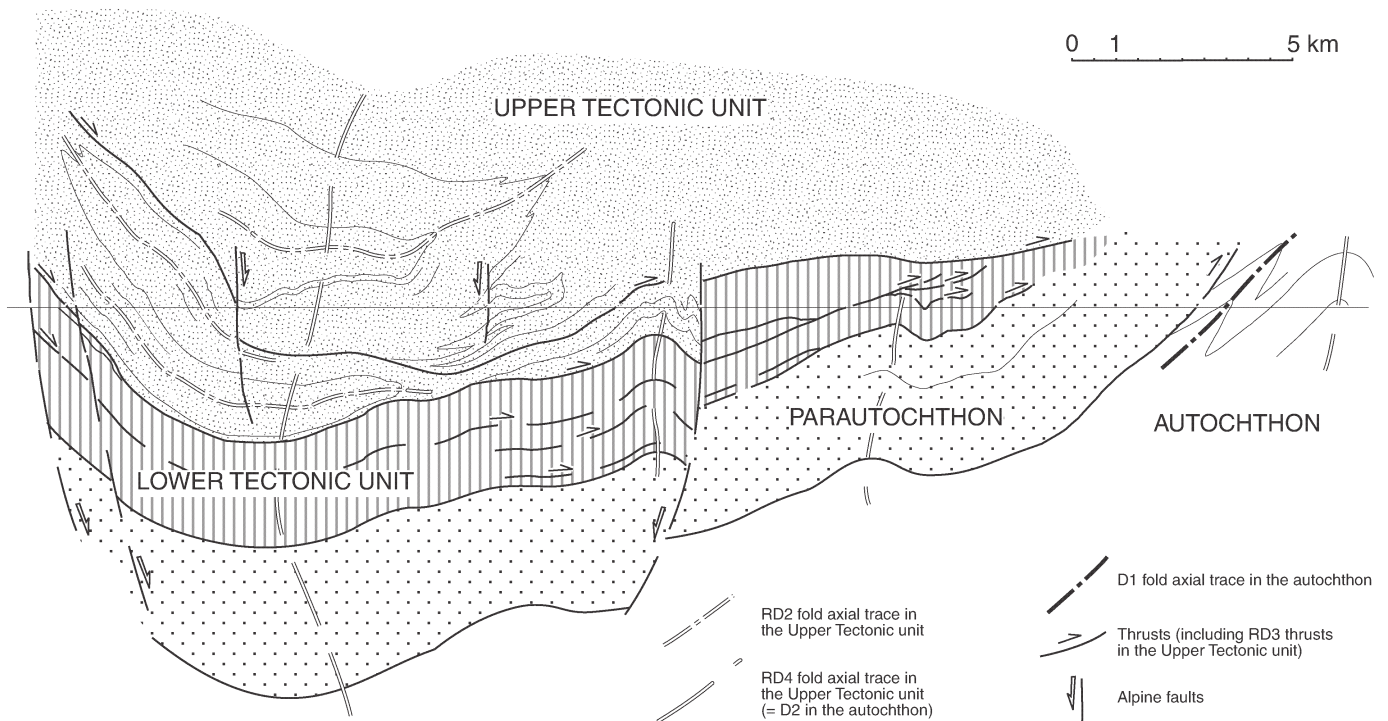 0 1 5 km
UPPER TECTONIC UNIT
PARAUTOCHTHON
AUTOCHTHON
LOWER TECTONIC UNIT
RD2 fold axial trace in
the Upper Tectonic unit
RD4 fold axial trace in
the Upper Tectonic unit
(= D2 in the autochthon)
D1 fold axial trace in the autochthon
Thrusts (including RD3 thrusts
in the Upper Tectonic unit)
Alpine faults